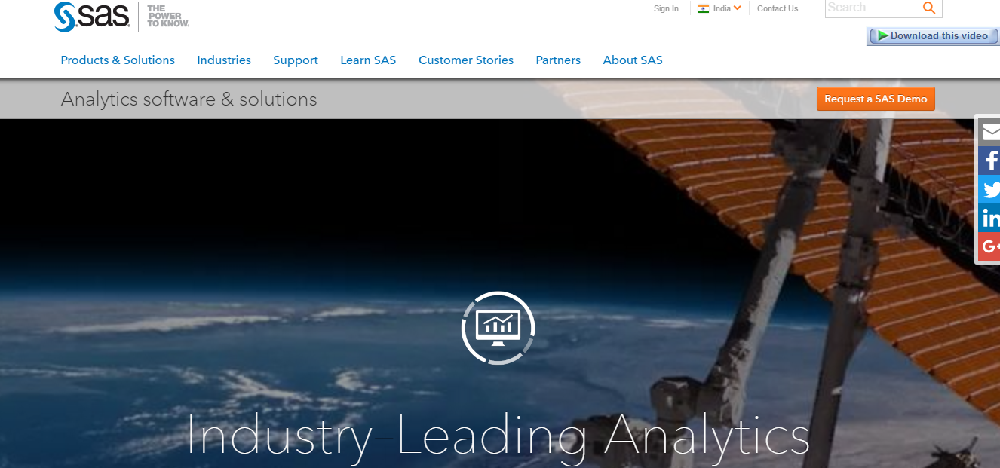 sas
THE
POWER
TO KNOW.
Sign In
India
Contact Us
Search
Download this video
Products & Solutions
Industries
Support
Learn SAS
Customer Stories
Partners
About SAS
Analytics software & solutions
Request a SAS Demo
f
in
G+
Industry–Leading Analytics